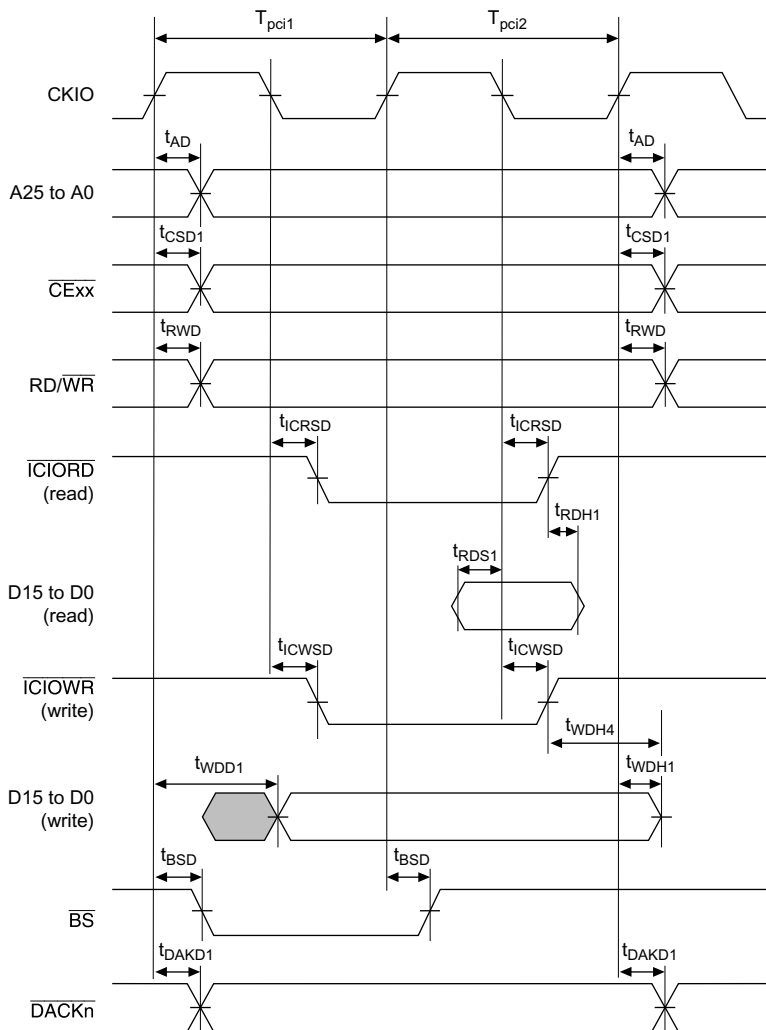 Tpci1 Tpci2
CKIO
tAD tAD
A25 to A0
tCSD1 tCSD1
CExx
tRWD tRWD
RD/WR
tICRSD tICRSD
ICIORD
(read)
tRDH1
tRDS1
D15 to D0
(read)
tICWSD tICWSD
ICIOWR
(write)
tWDH4
tWDD1 tWDH1
D15 to D0
(write)
tBSD tBSD
BS
tDAKD1 tDAKD1
DACKn